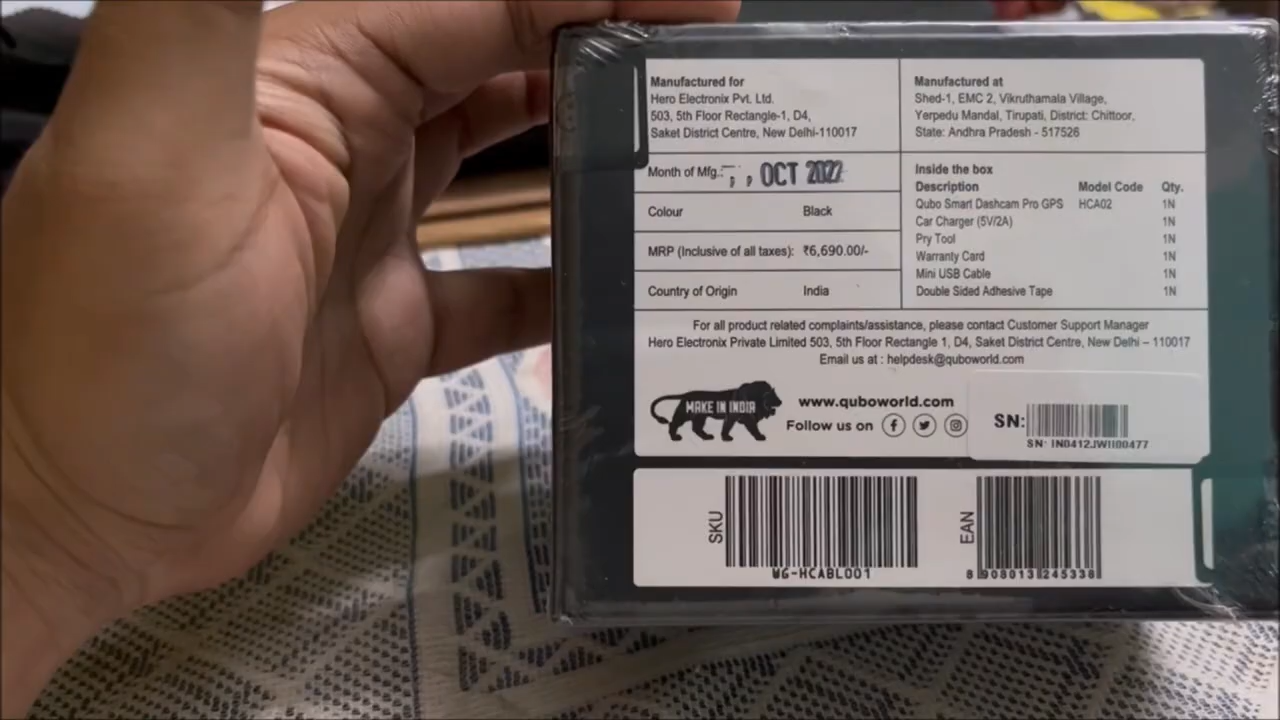 Manufactured for
Hero Electronix Pvt. Ltd.
503, 5th Floor Rectangle-1, D4,
Saket District Centre, New Delhi-110017
Manufactured at
Shed-1, EMC 2, Vikruthamala Village,
Yerpedu Mandal, Tirupati, District: Chittoor,
State: Andhra Pradesh - 517526
Month of Mfg.: OCT 2022
Colour Black
MRP (Inclusive of all taxes): ₹6,690.00/-
Country of Origin India
Inside the box
Description Model Code Qty.
Qubo Smart Dashcam Pro GPS HCA02 1N
Car Charger (5V/2A) 1N
Pry Tool 1N
Warranty Card 1N
Mini USB Cable 1N
Double Sided Adhesive Tape 1N
For all product related complaints/assistance, please contact Customer Support Manager
Hero Electronix Private Limited 503, 5th Floor Rectangle 1, D4, Saket District Centre, New Delhi – 110017
Email us at : helpdesk@quboworld.com
MAKE IN INDIA
www.quboworld.com
Follow us on
SN:
SN:
SKU
WG-HCABL001
EAN
8 908013 245338